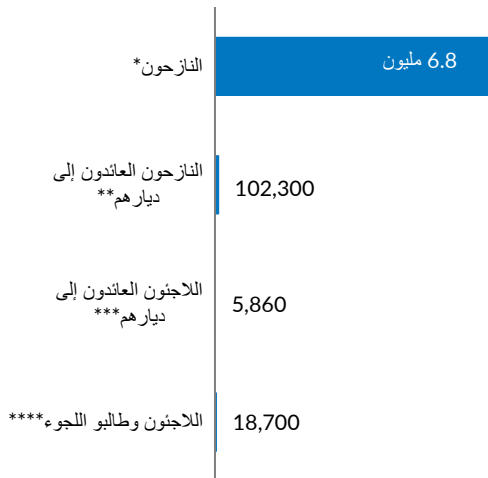 النازحون*
6.8 مليون
النازحون العائدون إلى
ديارهم**
102,300
اللاجئون العائدون إلى
ديارهم***
5,860
اللاجئون وطالبو اللجوء****
18,700